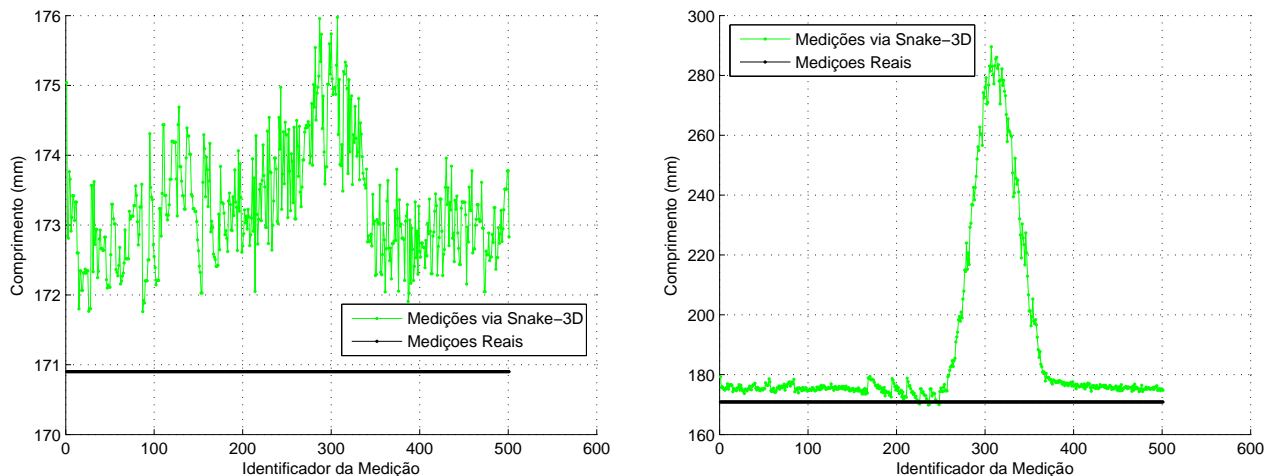 176
175
174
173
172
171
170
Comprimento (mm)
Medições via Snake−3D
Mediçoes Reais
0 100 200 300 400 500 600
Identificador da Medição
300
280
260
240
220
200
180
160
Comprimento (mm)
Medições via Snake−3D
Mediçoes Reais
0 100 200 300 400 500 600
Identificador da Medição